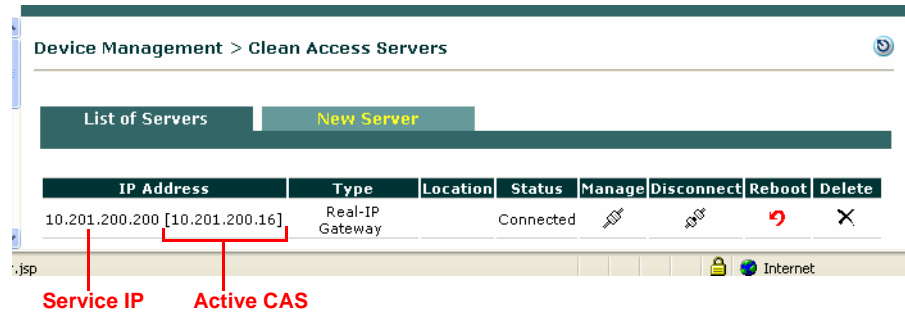 Device Management > Clean Access Servers
List of Servers New Server
IP Address Type Location Status Manage Disconnect Reboot Delete
10.201.200.200 [10.201.200.16] Real-IP Gateway Connected
.jsp Internet
Service IP Active CAS